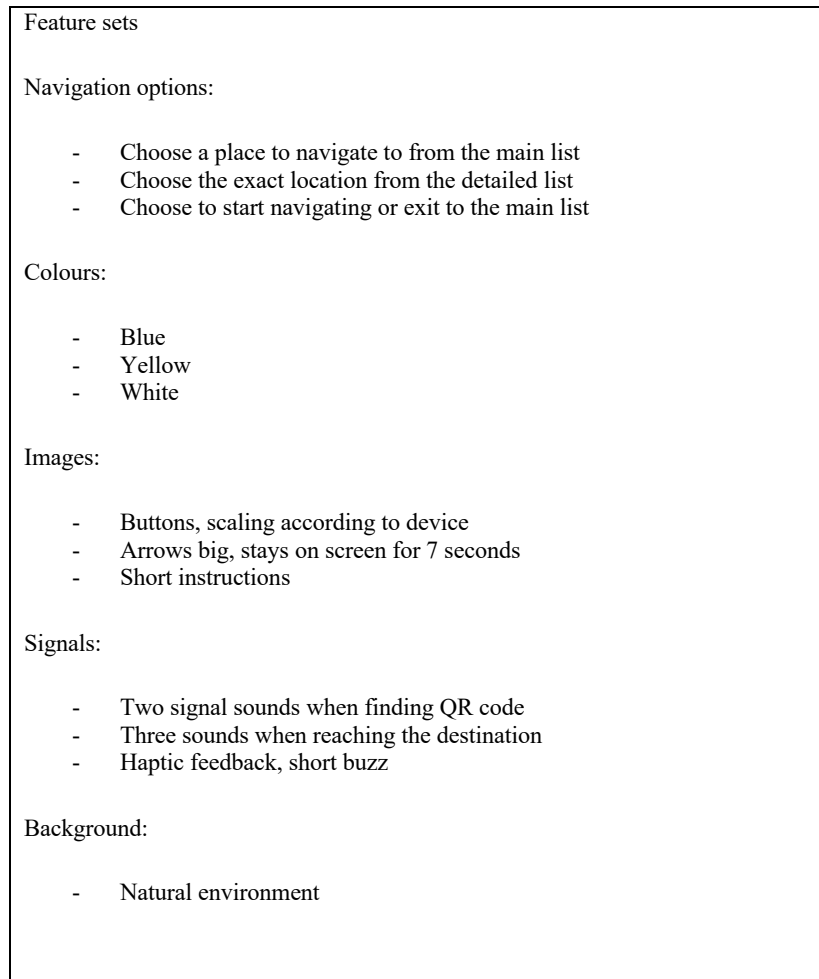 Feature sets
Navigation options:
- Choose a place to navigate to from the main list
- Choose the exact location from the detailed list
- Choose to start navigating or exit to the main list
Colours:
- Blue
- Yellow
- White
Images:
- Buttons, scaling according to device
- Arrows big, stays on screen for 7 seconds
- Short instructions
Signals:
- Two signal sounds when finding QR code
- Three sounds when reaching the destination
- Haptic feedback, short buzz
Background:
- Natural environment